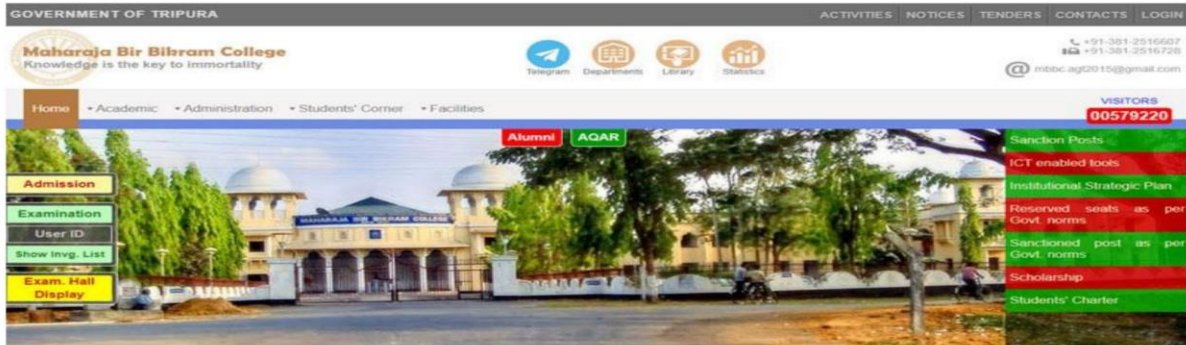 GOVERNMENT OF TRIPURA
ACTIVITIES NOTICES TENDERS CONTACTS LOGIN
Maharaja Bir Bikram College
Knowledge is the key to immortality
Telegram Departments Library Statistics
+91-381-2516607
+91-381-2516728
@ mbbc.agt2015@gmail.com
Home Academic Administration Students' Corner Facilities
VISITORS
00579220
Alumni AQAR
Admission
Examination
User ID
Show Invg. List
Exam. Hall
Display
MAHARAJA BIR BIKRAM COLLEGE
Sanction Posts
ICT enabled tools
Institutional Strategic Plan
Reserved seats as per
Govt. norms
Sanctioned post as per
Govt. norms
Scholarship
Students' Charter